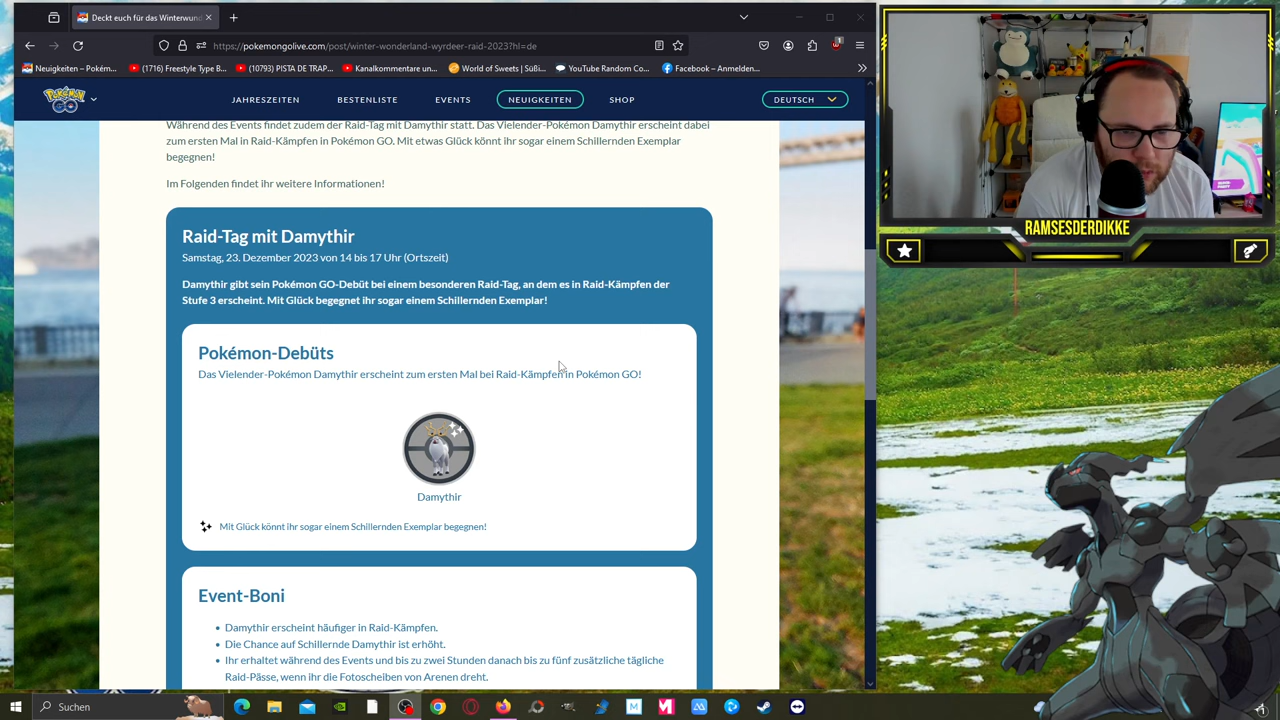 Deckt euch für das Winterwund
https://pokemongolive.com/post/winter-wonderland-wyrdeer-raid-2023?hl=de
1
Neuigkeiten – Pokém...
(1716) Freestyle Type B...
(10793) PISTA DE TRAP...
Kanalkommentare un...
World of Sweets | Süßi...
YouTube Random Co...
Facebook – Anmelden...
POKÉMON GO
JAHRESZEITEN
BESTENLISTE
EVENTS
NEUIGKEITEN
SHOP
DEUTSCH
Während des Events findet zudem der Raid-Tag mit Damythir statt. Das Vielender-Pokémon Damythir erscheint dabei
zum ersten Mal in Raid-Kämpfen in Pokémon GO. Mit etwas Glück könnt ihr sogar einem Schillernden Exemplar
begegnen!
Im Folgenden findet ihr weitere Informationen!
Raid-Tag mit Damythir
Samstag, 23. Dezember 2023 von 14 bis 17 Uhr (Ortszeit)
Damythir gibt sein Pokémon GO-Debüt bei einem besonderen Raid-Tag, an dem es in Raid-Kämpfen der
Stufe 3 erscheint. Mit Glück begegnet ihr sogar einem Schillernden Exemplar!
Pokémon-Debüts
Das Vielender-Pokémon Damythir erscheint zum ersten Mal bei Raid-Kämpfen in Pokémon GO!
Damythir
Mit Glück könnt ihr sogar einem Schillernden Exemplar begegnen!
Event-Boni
• Damythir erscheint häufiger in Raid-Kämpfen.
• Die Chance auf Schillernde Damythir ist erhöht.
• Ihr erhaltet während des Events und bis zu zwei Stunden danach bis zu fünf zusätzliche tägliche
Raid-Pässe, wenn ihr die Fotoscheiben von Arenen dreht.
RAMSESDERDIKKE
Suchen